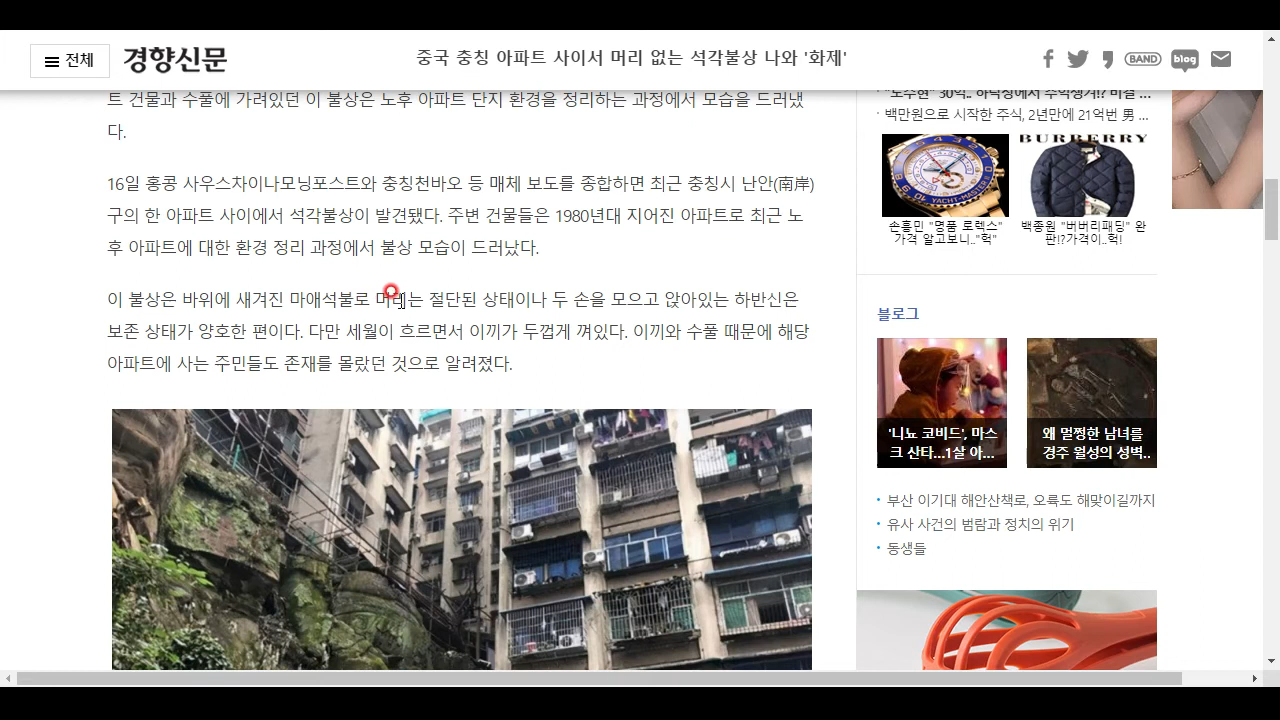 전체
경향신문
중국 충칭 아파트 사이서 머리 없는 석각불상 나와 '화제'
BAND
blog
트 건물과 수풀에 가려있던 이 불상은 노후 아파트 단지 환경을 정리하는 과정에서 모습을 드러냈
다.
16일 홍콩 사우스차이나모닝포스트와 충칭천바오 등 매체 보도를 종합하면 최근 충칭시 난안(南岸)
구의 한 아파트 사이에서 석각불상이 발견됐다. 주변 건물들은 1980년대 지어진 아파트로 최근 노
후 아파트에 대한 환경 정리 과정에서 불상 모습이 드러났다.
이 불상은 바위에 새겨진 마애석불로 머리는 절단된 상태이나 두 손을 모으고 앉아있는 하반신은
보존 상태가 양호한 편이다. 다만 세월이 흐르면서 이끼가 두껍게 껴있다. 이끼와 수풀 때문에 해당
아파트에 사는 주민들도 존재를 몰랐던 것으로 알려졌다.
백만원으로 시작한 주식, 2년만에 21억번 男 ...
YACHT-MASTER
BURBERRY
손흥민 "명품 로렉스"
가격 알고보니.."헉"
백종원 "버버리패딩" 완
판!?가격이..헉!
블로그
'니뇨 코비드', 마스
크 산타...1살 아...
왜 멀쩡한 남녀를
경주 월성의 성벽..
부산 이기대 해안산책로, 오륙도 해맞이길까지
유사 사건의 범람과 정치의 위기
동생들